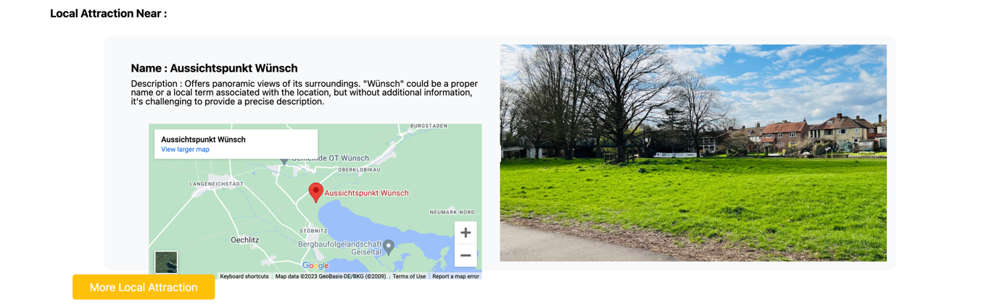 Local Attraction Near :
Name : Aussichtspunkt Wünsch
Description : Offers panoramic views of its surroundings. "Wünsch" could be a proper
name or a local term associated with the location, but without additional information,
it's challenging to provide a precise description.
BURGSTADEN
Aussichtspunkt Wünsch
View larger map
Gemeinde OT Wünsch
OBERKLOBIKAU
LANGENEICHSTÄDT
Aussichtspunkt Wünsch
NEUMARK-NORD
STÖBNITZ
Oechlitz
Bergbaufolgelandschaft
Geiseltal
Google
Keyboard shortcuts
Map data ©2023 GeoBasis-DE/BKG (©2009)
Terms of Use
Report a map error
More Local Attraction